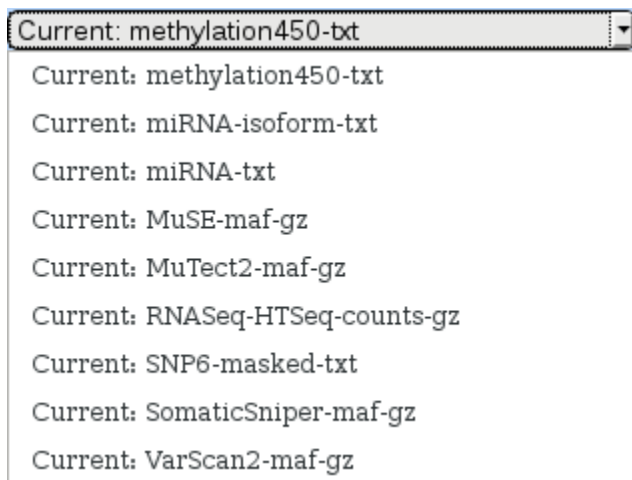 Current: methylation450-txt
Current: methylation450-txt
Current: miRNA-isoform-txt
Current: miRNA-txt
Current: MuSE-maf-gz
Current: MuTect2-maf-gz
Current: RNASeq-HTSeq-counts-gz
Current: SNP6-masked-txt
Current: SomaticSniper-maf-gz
Current: VarScan2-maf-gz